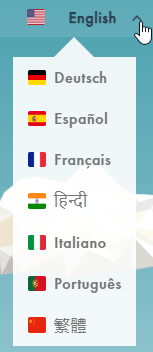 English
Deutsch
Español
Français
हिन्दी
Italiano
Português
繁體